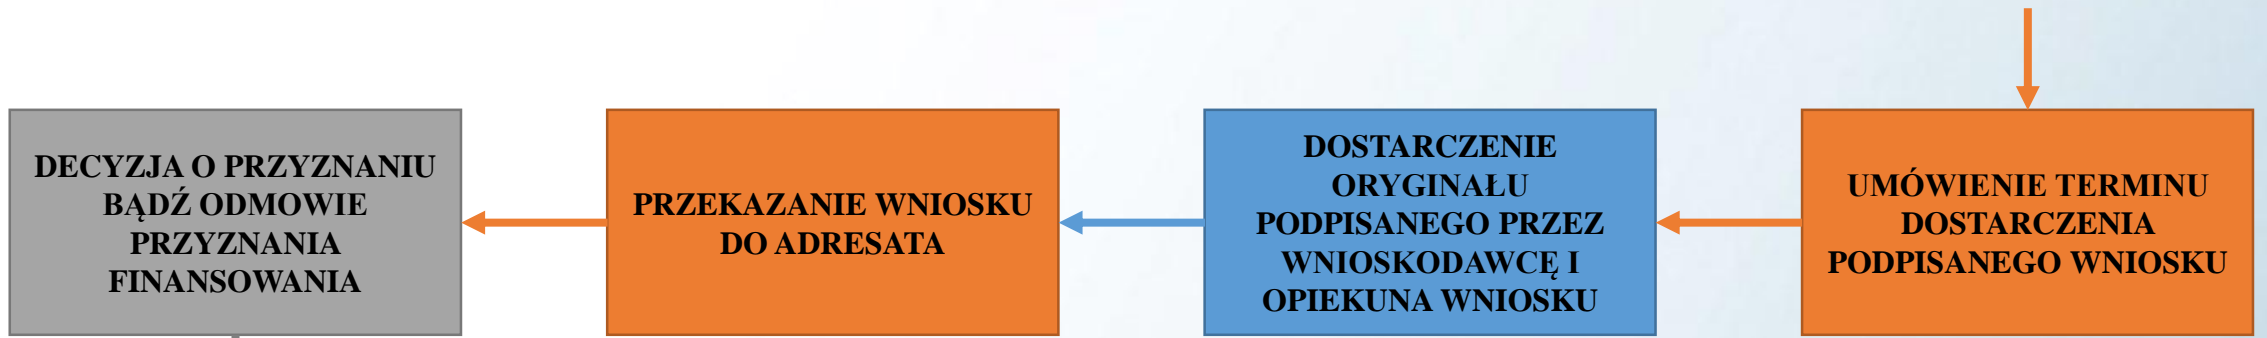 DECYZJA O PRZYZNANIU
BĄDŹ ODMOWIE
PRZYZNANIA
FINANSOWANIA
PRZEKAZANIE WNIOSKU
DO ADRESATA
DOSTARCZENIE
ORYGINAŁU
PODPISANEGO PRZEZ
WNIOSKODAWCĘ I
OPIEKUNA WNIOSKU
UMÓWIENIE TERMINU
DOSTARCZENIA
PODPISANEGO WNIOSKU